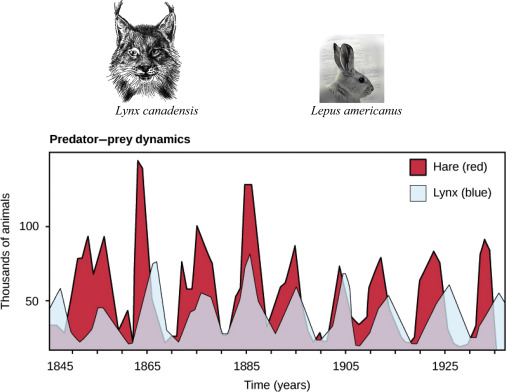 Lynx canadensis
Lepus americanus
Predator—prey dynamics
Thousands of animals
Hare (red)
Lynx (blue)
100
50
1845 1865 1885 1905 1925
Time (years)